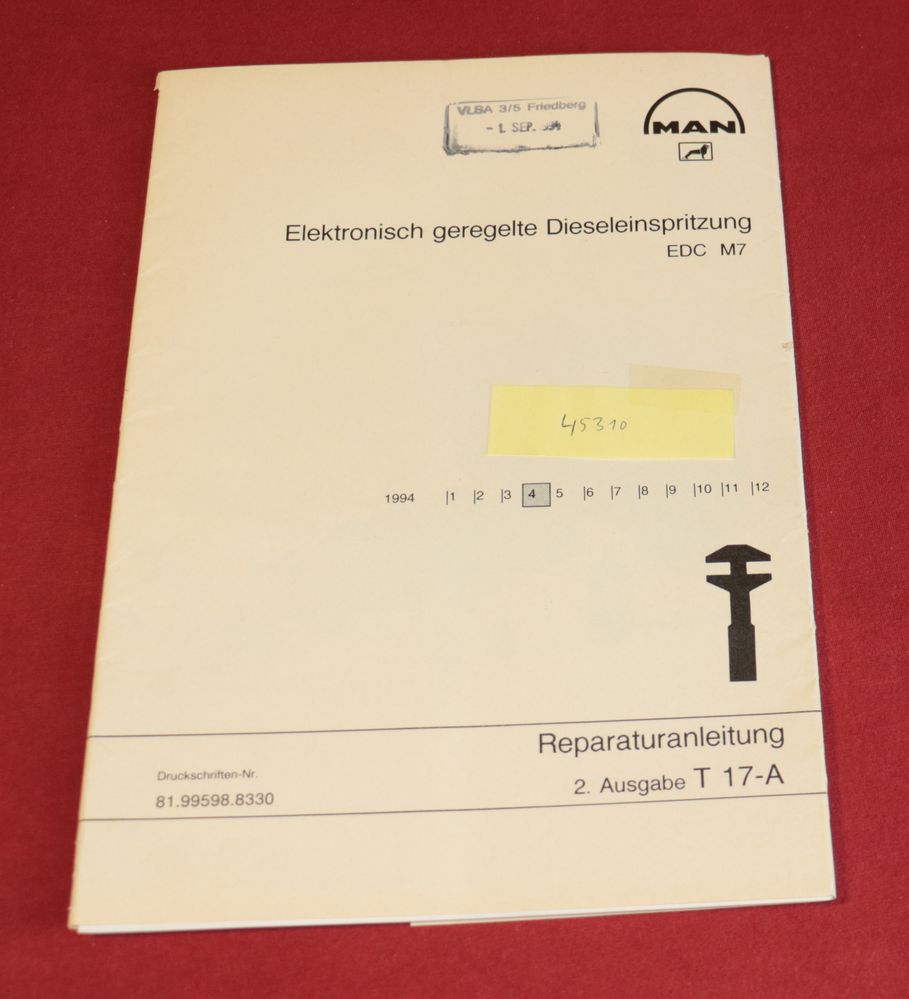 VLBA 3/5 Friedberg
- 1. SEP.
MAN
Elektronisch geregelte Dieseleinspritzung
EDC M7
45310
1994 |1 |2 |3 4 5 |6 |7 |8 |9 |10 |11 |12
Reparaturanleitung
2. Ausgabe T 17-A
Druckschriften-Nr.
81.99598.8330